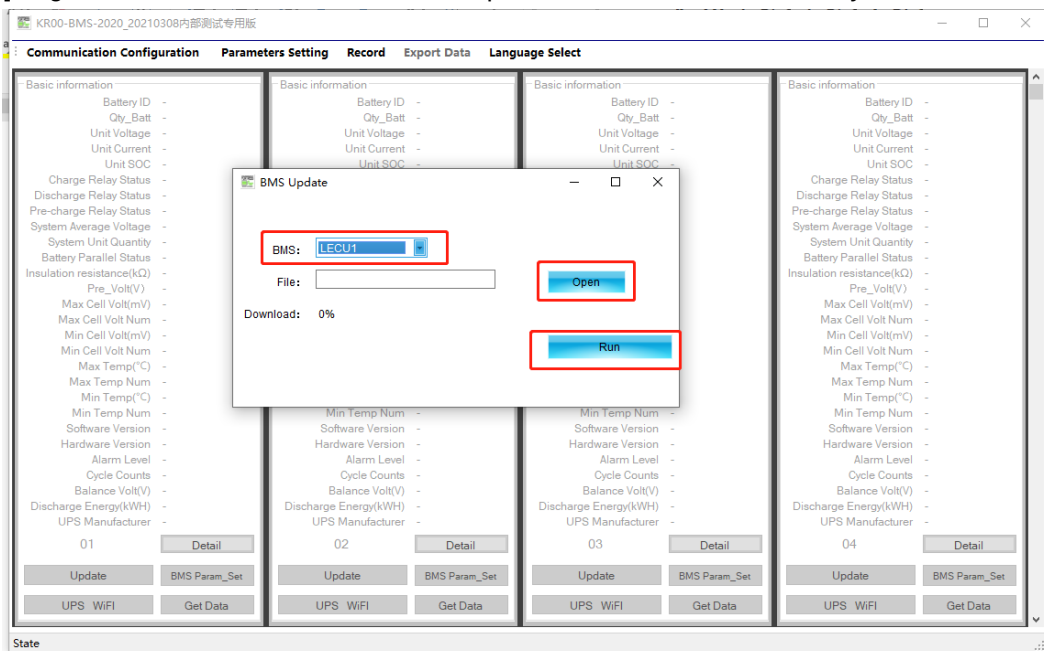 KR00-BMS-2020_20210308内部测试专用版
Communication Configuration Parameters Setting Record Export Data Language Select
Basic information Basic information Basic information Basic information
Battery ID - Battery ID - Battery ID - Battery ID -
Qty_Batt - Qty_Batt - Qty_Batt - Qty_Batt -
Unit Voltage - Unit Voltage - Unit Voltage - Unit Voltage -
Unit Current - Unit Current - Unit Current - Unit Current -
Unit SOC - Unit SOC - Unit SOC - Unit SOC -
Charge Relay Status - Charge Relay Status -
Discharge Relay Status - Discharge Relay Status -
Pre-charge Relay Status - Pre-charge Relay Status -
System Average Voltage - System Average Voltage -
System Unit Quantity - System Unit Quantity -
Battery Parallel Status - Battery Parallel Status -
Insulation resistance(kΩ) - Insulation resistance(kΩ) -
Pre_Volt(V) - Pre_Volt(V) -
Max Cell Volt(mV) - Max Cell Volt(mV) -
Max Cell Volt Num - Max Cell Volt Num -
Min Cell Volt(mV) - Min Cell Volt(mV) -
Min Cell Volt Num - Min Cell Volt Num -
Max Temp(°C) - Max Temp(°C) -
Max Temp Num - Max Temp Num -
Min Temp(°C) - Min Temp(°C) -
BMS Update
BMS: LECU1
File: Open
Download: 0%
Run
Min Temp Num - Min Temp Num - Min Temp Num - Min Temp Num -
Software Version - Software Version - Software Version - Software Version -
Hardware Version - Hardware Version - Hardware Version - Hardware Version -
Alarm Level - Alarm Level - Alarm Level - Alarm Level -
Cycle Counts - Cycle Counts - Cycle Counts - Cycle Counts -
Balance Volt(V) - Balance Volt(V) - Balance Volt(V) - Balance Volt(V) -
Discharge Energy(kWH) - Discharge Energy(kWH) - Discharge Energy(kWH) - Discharge Energy(kWH) -
UPS Manufacturer - UPS Manufacturer - UPS Manufacturer - UPS Manufacturer -
01 Detail 02 Detail 03 Detail 04 Detail
Update BMS Param_Set Update BMS Param_Set Update BMS Param_Set Update BMS Param_Set
UPS WiFI Get Data UPS WiFI Get Data UPS WiFI Get Data UPS WiFI Get Data
State